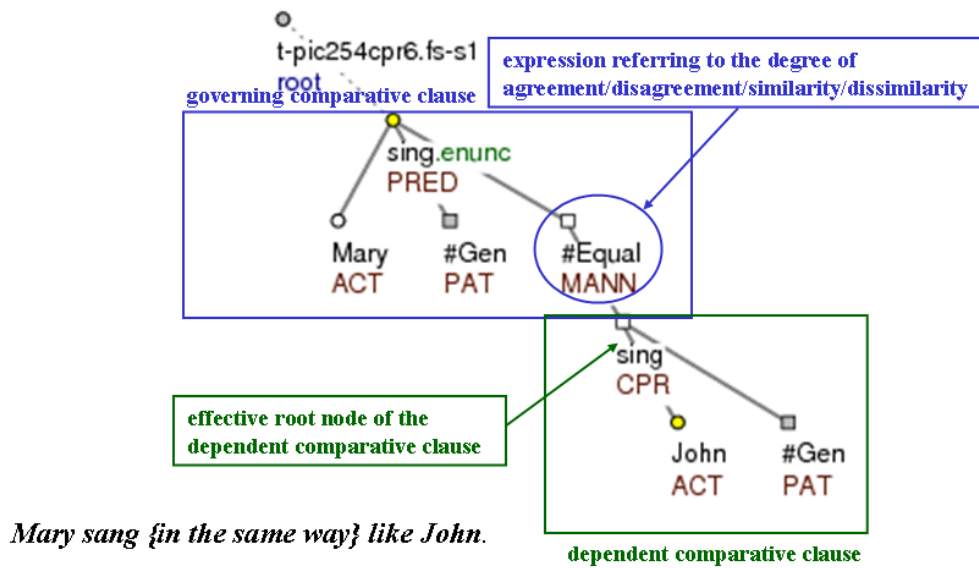 t-pic254cpr6.fs-s1
root
governing comparative clause
expression referring to the degree of
agreement/disagreement/similarity/dissimilarity
sing.enunc
PRED
Mary #Gen #Equal
ACT PAT MANN
sing
CPR
effective root node of the
dependent comparative clause
John #Gen
ACT PAT
Mary sang {in the same way} like John.
dependent comparative clause